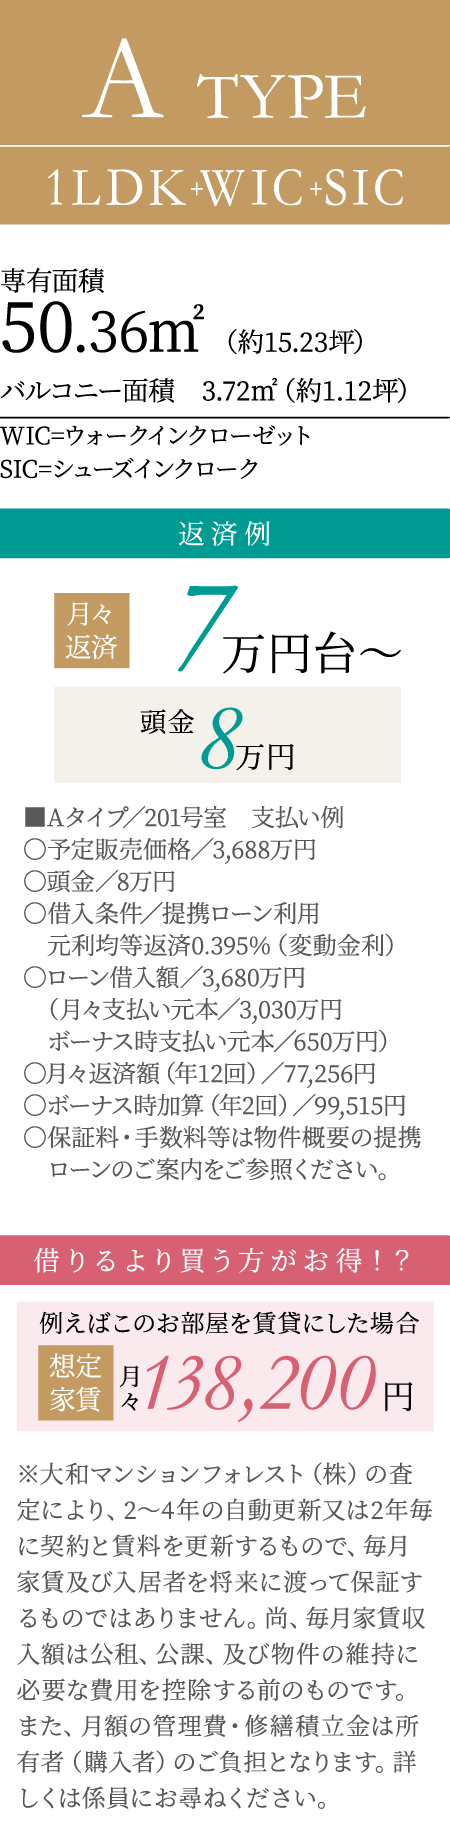 A TYPE
1LDK+WIC+SIC
専有面積
50.36㎡（約15.23坪）
バルコニー面積　3.72㎡（約1.12坪）
WIC=ウォークインクローゼット
SIC=シューズインクローク
返済例
月々
返済
7万円台～
頭金8万円
■Aタイプ／201号室　支払い例
○予定販売価格／3,688万円
○頭金／8万円
○借入条件／提携ローン利用
元利均等返済0.395%（変動金利）
○ローン借入額／3,680万円
（月々支払い元本／3,030万円
ボーナス時支払い元本／650万円）
○月々返済額（年12回）／77,256円
○ボーナス時加算（年2回）／99,515円
○保証料・手数料等は物件概要の提携
ローンのご案内をご参照ください。
借りるより買う方がお得！？
例えばこのお部屋を賃貸にした場合
想定
家賃
月々138,200円
※大和マンションフォレスト（株）の査
定により、2～4年の自動更新又は2年毎
に契約と賃料を更新するもので、毎月
家賃及び入居者を将来に渡って保証す
るものではありません。尚、毎月家賃収
入額は公租、公課、及び物件の維持に
必要な費用を控除する前のものです。
また、月額の管理費・修繕積立金は所
有者（購入者）のご負担となります。詳
しくは係員にお尋ねください。